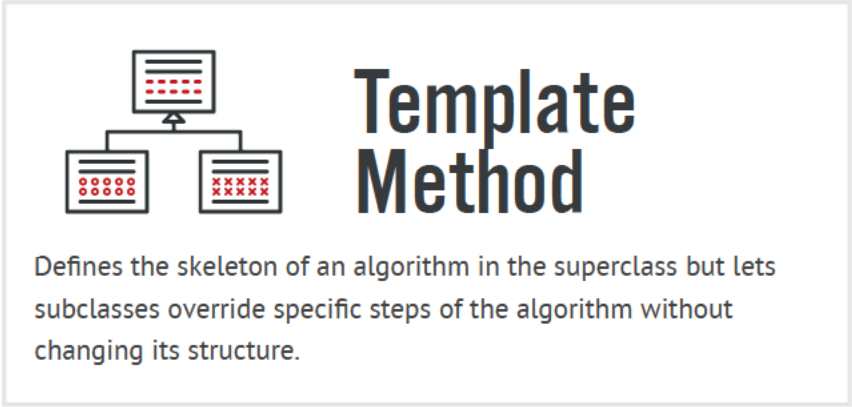 Template
Method
Defines the skeleton of an algorithm in the superclass but lets
subclasses override specific steps of the algorithm without
changing its structure.